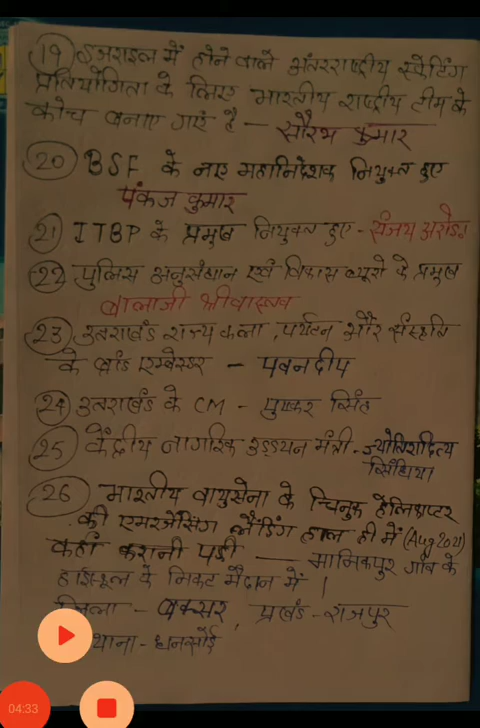 (19) इजराइल में होने वाले अंतरराष्ट्रीय स्केटिंग
प्रतियोगिता के लिए भारतीय राष्ट्रीय टीम के
कोच बनाए गए है - सौरभ कुमार
(20) BSF के नए महानिदेशक नियुक्त हुए
पंकज कुमार
(21) ITBP के प्रमुख नियुक्त हुए - संजय अरोड़ा
(22) पुलिस अनुसंधान एवं विकास ब्यूरो के प्रमुख
बालाजी श्रीवास्तव
(23) उत्तराखंड राज्य कला, पर्यटन और संस्कृति
के ब्रांड एम्बेस्डर - पवनदीप
(24) उत्तराखंड के CM - पुष्कर सिंह
(25) केंद्रीय नागरिक उड्डयन मंत्री - ज्योतिरादित्य
सिंधिया
(26) भारतीय वायुसेना के चिनुक हेलिकाप्टर
की एमरजेंसिंग लैंडिंग हाल ही में (Aug 2021)
कहाँ करानी पड़ी - मानिकपुर गाँव के
हाईस्कूल के निकट मैदान में।
जिला - बक्सर, प्रखंड - राजपुर
थाना - धनसोई
04:33